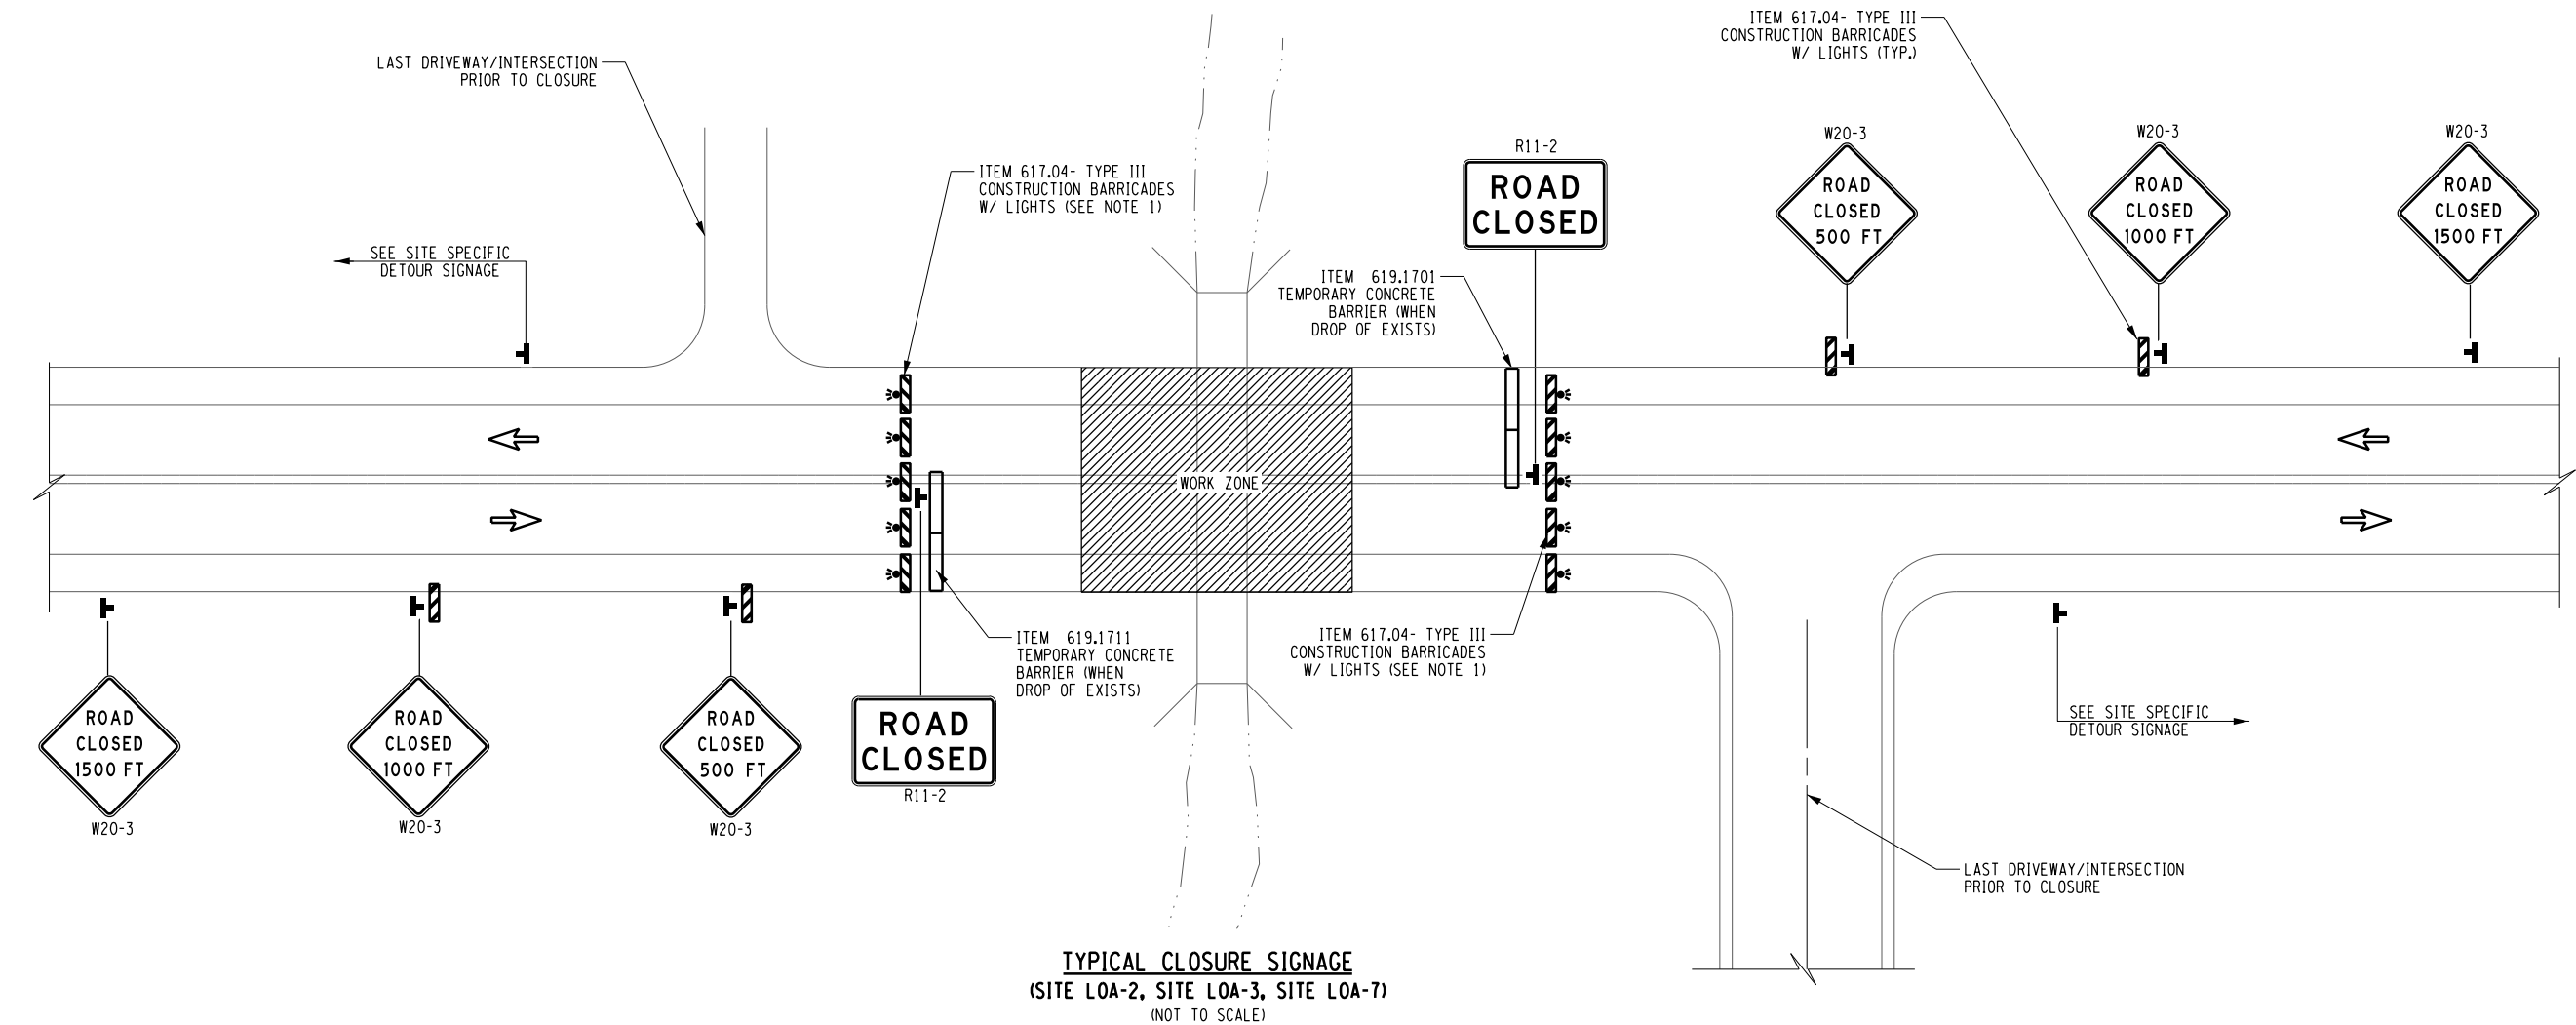 ITEM 617.04- TYPE III
CONSTRUCTION BARRICADES
W/ LIGHTS (TYP.)
LAST DRIVEWAY/INTERSECTION
PRIOR TO CLOSURE
W20-3
ROAD
CLOSED
500 FT
W20-3
ROAD
CLOSED
1000 FT
W20-3
ROAD
CLOSED
1500 FT
R11-2
ROAD
CLOSED
ITEM 617.04- TYPE III
CONSTRUCTION BARRICADES
W/ LIGHTS (SEE NOTE 1)
SEE SITE SPECIFIC
DETOUR SIGNAGE
ITEM 619.1701
TEMPORARY CONCRETE
BARRIER (WHEN
DROP OF EXISTS)
WORK ZONE
ITEM 619.1711
TEMPORARY CONCRETE
BARRIER (WHEN
DROP OF EXISTS)
ITEM 617.04- TYPE III
CONSTRUCTION BARRICADES
W/ LIGHTS (SEE NOTE 1)
ROAD
CLOSED
1500 FT
W20-3
ROAD
CLOSED
1000 FT
W20-3
ROAD
CLOSED
500 FT
W20-3
ROAD
CLOSED
R11-2
SEE SITE SPECIFIC
DETOUR SIGNAGE
LAST DRIVEWAY/INTERSECTION
PRIOR TO CLOSURE
TYPICAL CLOSURE SIGNAGE
(SITE LOA-2, SITE LOA-3, SITE LOA-7)
(NOT TO SCALE)